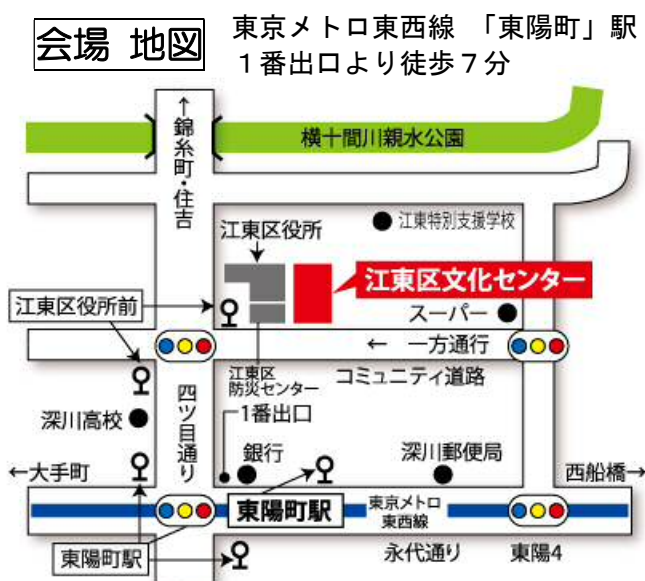 会場 地図
東京メトロ東西線 「東陽町」駅
1番出口より徒歩7分
↑錦糸町・住吉
横十間川親水公園
江東特別支援学校
江東区役所
江東区文化センター
江東区役所前
スーパー
← 一方通行
江東区
防災センター
コミュニティ道路
四ツ目通り
1番出口
深川高校
銀行
深川郵便局
←大手町
西船橋→
東陽町駅
東京メトロ
東西線
東陽町駅
永代通り
東陽4